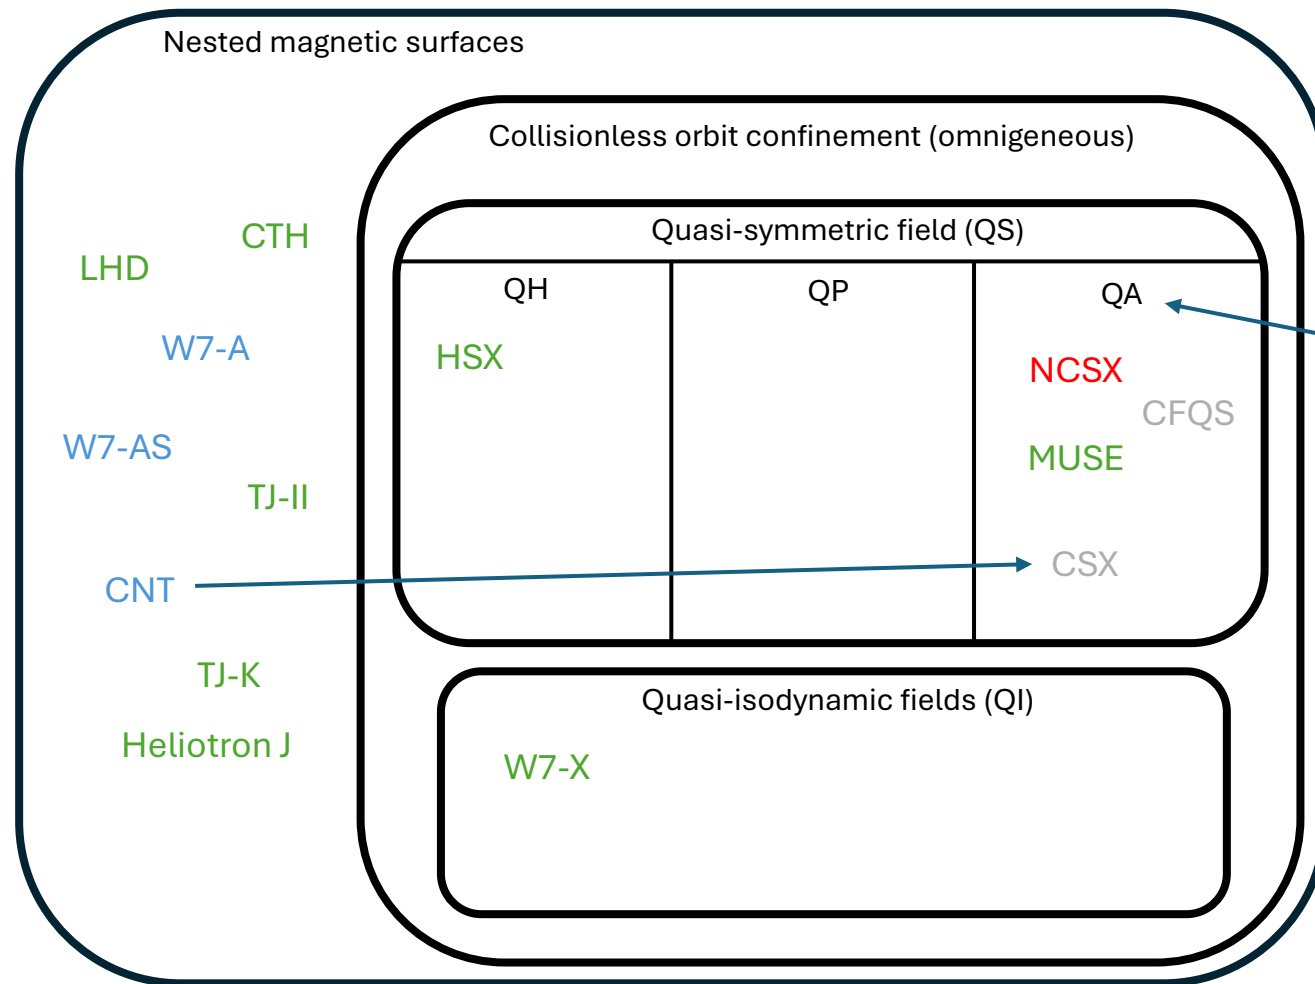 Nested magnetic surfaces
Collisionless orbit confinement (omnigeneous)
Quasi-symmetric field (QS)
CTH
LHD
QH
QP
QA
W7-A
HSX
NCSX
CFQS
W7-AS
MUSE
TJ-II
CNT
CSX
TJ-K
Quasi-isodynamic fields (QI)
Heliotron J
W7-X